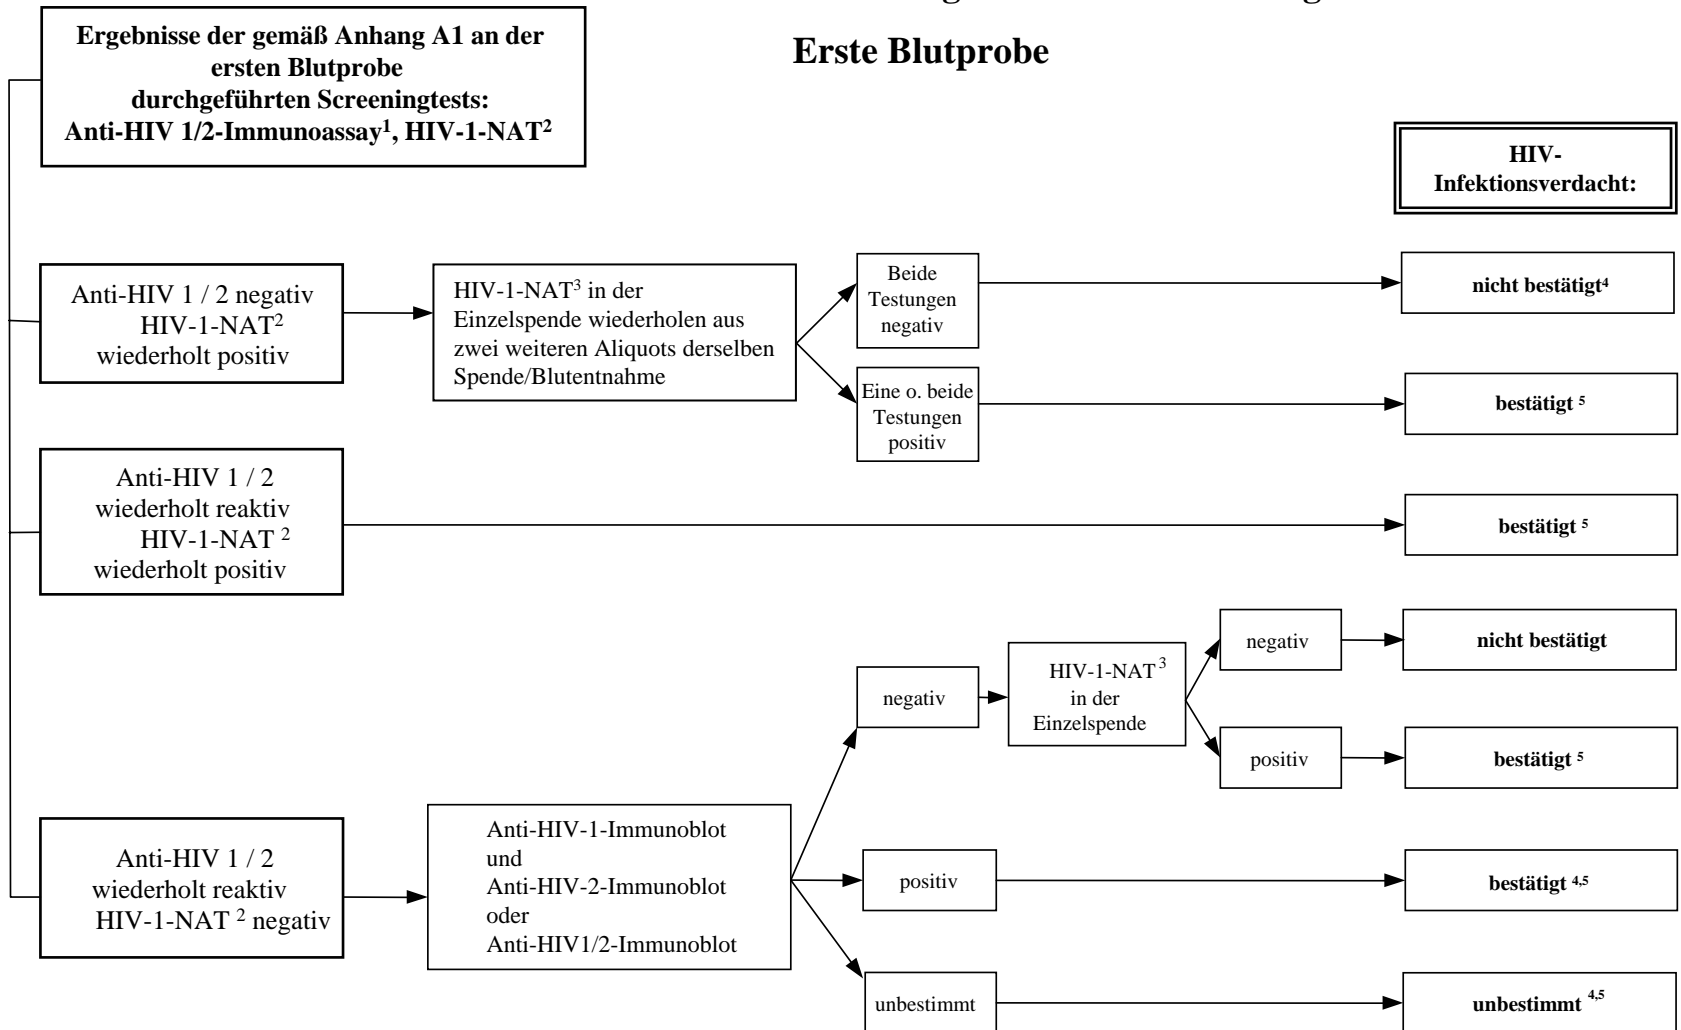 Erste Blutprobe
Ergebnisse der gemäß Anhang A1 an der
ersten Blutprobe
durchgeführten Screeningtests:
Anti-HIV 1/2-Immunoassay¹, HIV-1-NAT²
HIV-
Infektionsverdacht:
Anti-HIV 1 / 2 negativ
HIV-1-NAT²
wiederholt positiv
HIV-1-NAT³ in der
Einzelspende wiederholen aus
zwei weiteren Aliquots derselben
Spende/Blutentnahme
Beide
Testungen
negativ
nicht bestätigt⁴
Eine o. beide
Testungen
positiv
bestätigt ⁵
Anti-HIV 1 / 2
wiederholt reaktiv
HIV-1-NAT ²
wiederholt positiv
bestätigt ⁵
Anti-HIV 1 / 2
wiederholt reaktiv
HIV-1-NAT ² negativ
Anti-HIV-1-Immunoblot
und
Anti-HIV-2-Immunoblot
oder
Anti-HIV1/2-Immunoblot
negativ
HIV-1-NAT ³
in der
Einzelspende
negativ
nicht bestätigt
positiv
bestätigt ⁵
positiv
bestätigt ⁴,⁵
unbestimmt
unbestimmt ⁴,⁵